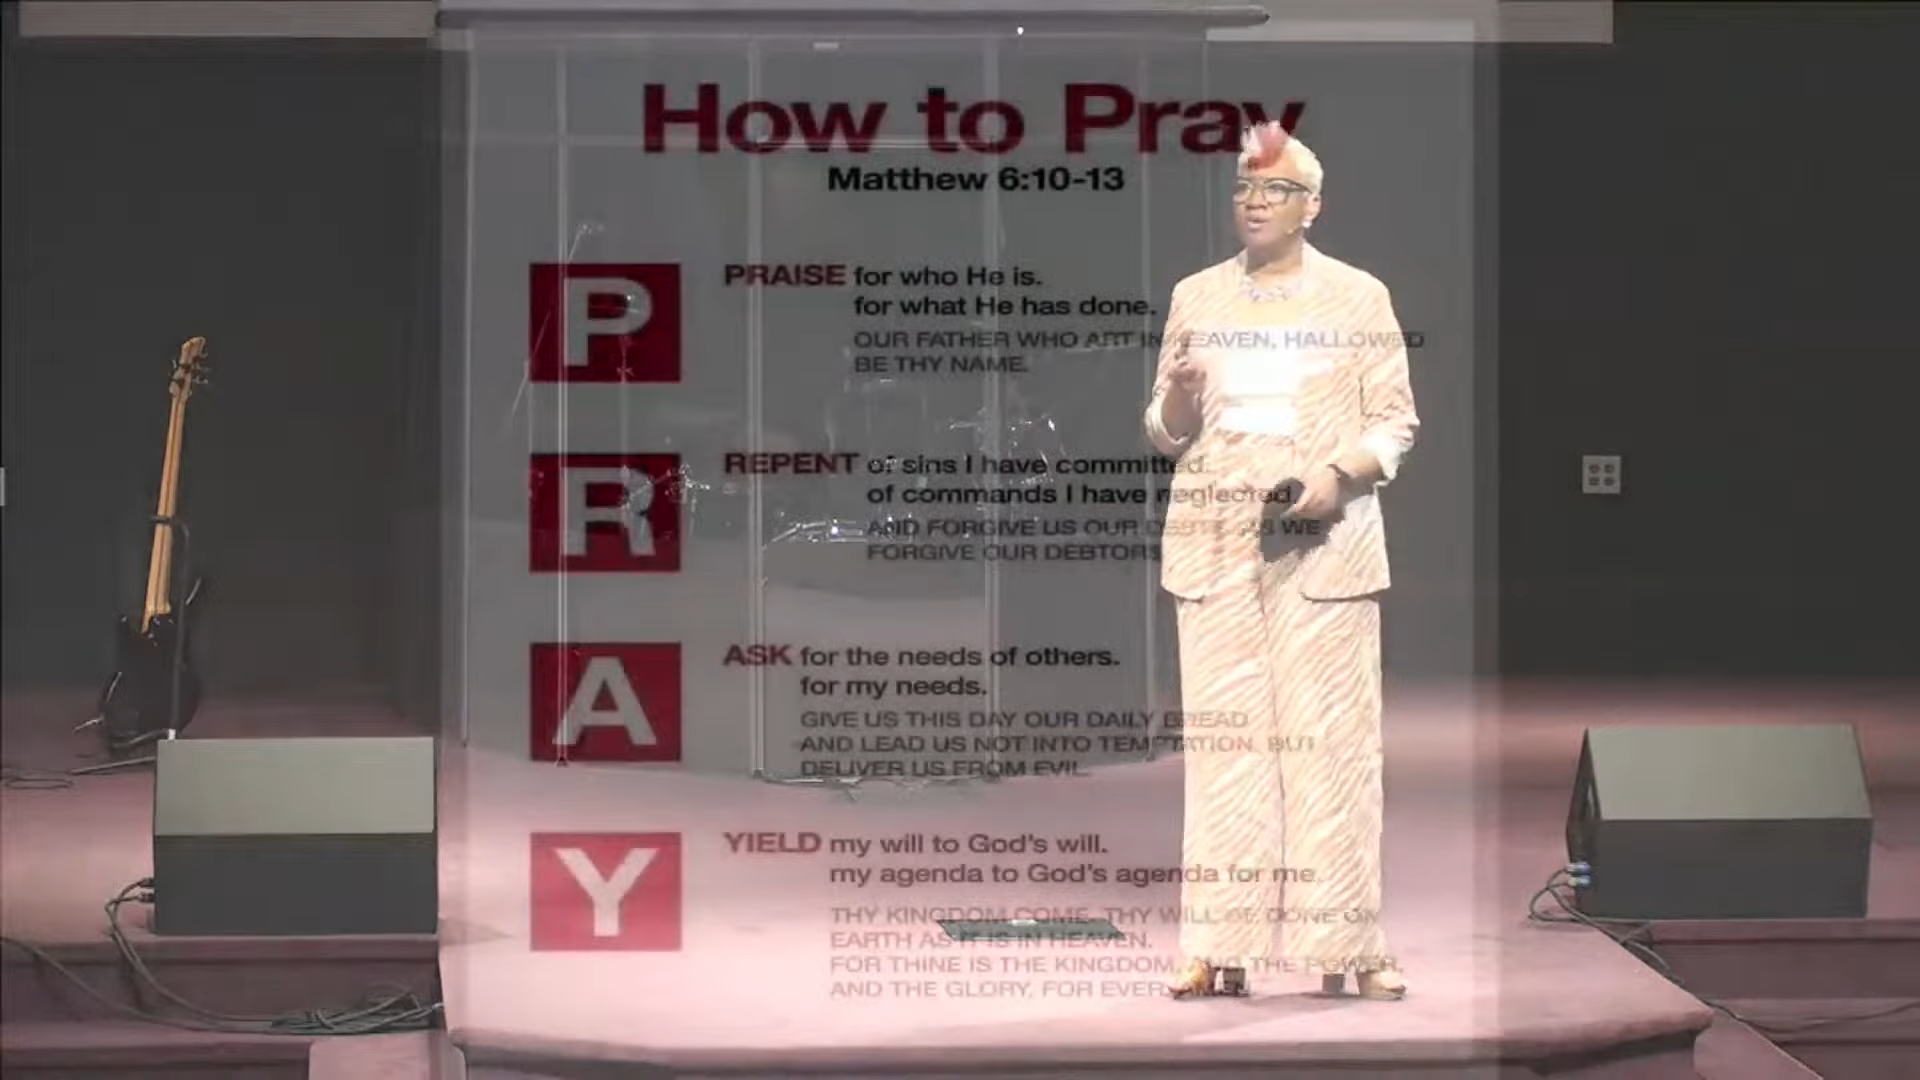 How to Pray
Matthew 6:10-13
P
PRAISE for who He is.
for what He has done.
OUR FATHER WHO ART IN HEAVEN, HALLOWED
BE THY NAME.
R
REPENT of sins I have committed.
of commands I have neglected.
AND FORGIVE US OUR DEBTS, AS WE
FORGIVE OUR DEBTORS
A
ASK for the needs of others.
for my needs.
GIVE US THIS DAY OUR DAILY BREAD
AND LEAD US NOT INTO TEMPTATION, BUT
DELIVER US FROM EVIL.
Y
YIELD my will to God's will.
my agenda to God's agenda for me.
THY KINGDOM COME, THY WILL BE DONE ON
EARTH AS IT IS IN HEAVEN.
FOR THINE IS THE KINGDOM, AND THE POWER,
AND THE GLORY, FOR EVER. AMEN.